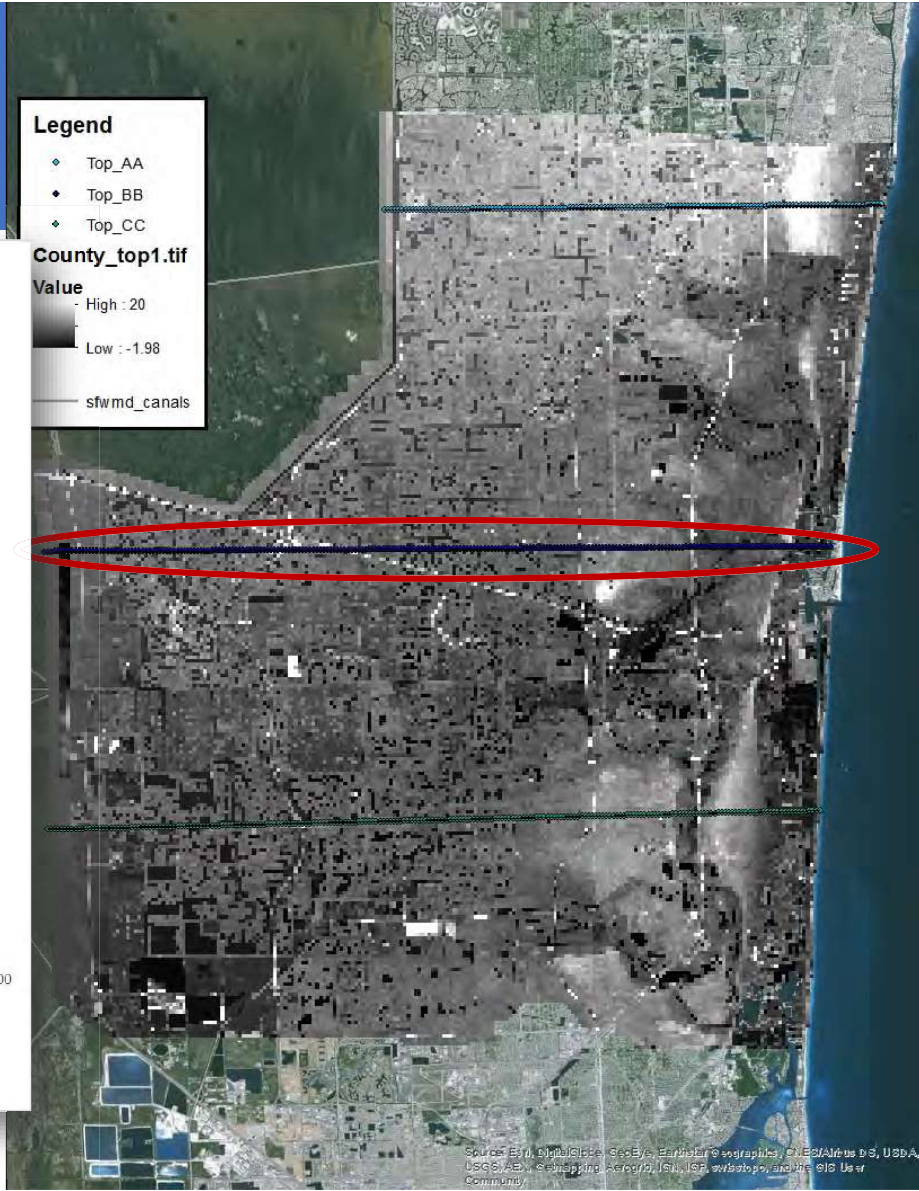 Legend
Top_AA
Top_BB
Top_CC
County_top1.tif
Value
High : 20
Low : -1.98
sfwmd_canals
00
Source: Esri, DigitalGlobe, GeoEye, Earthstar Geographics, CNES/Airbus DS, USDA,
USGS, AEX, Getmapping, Aerogrid, IGN, IGP, swisstopo, and the GIS User
Community